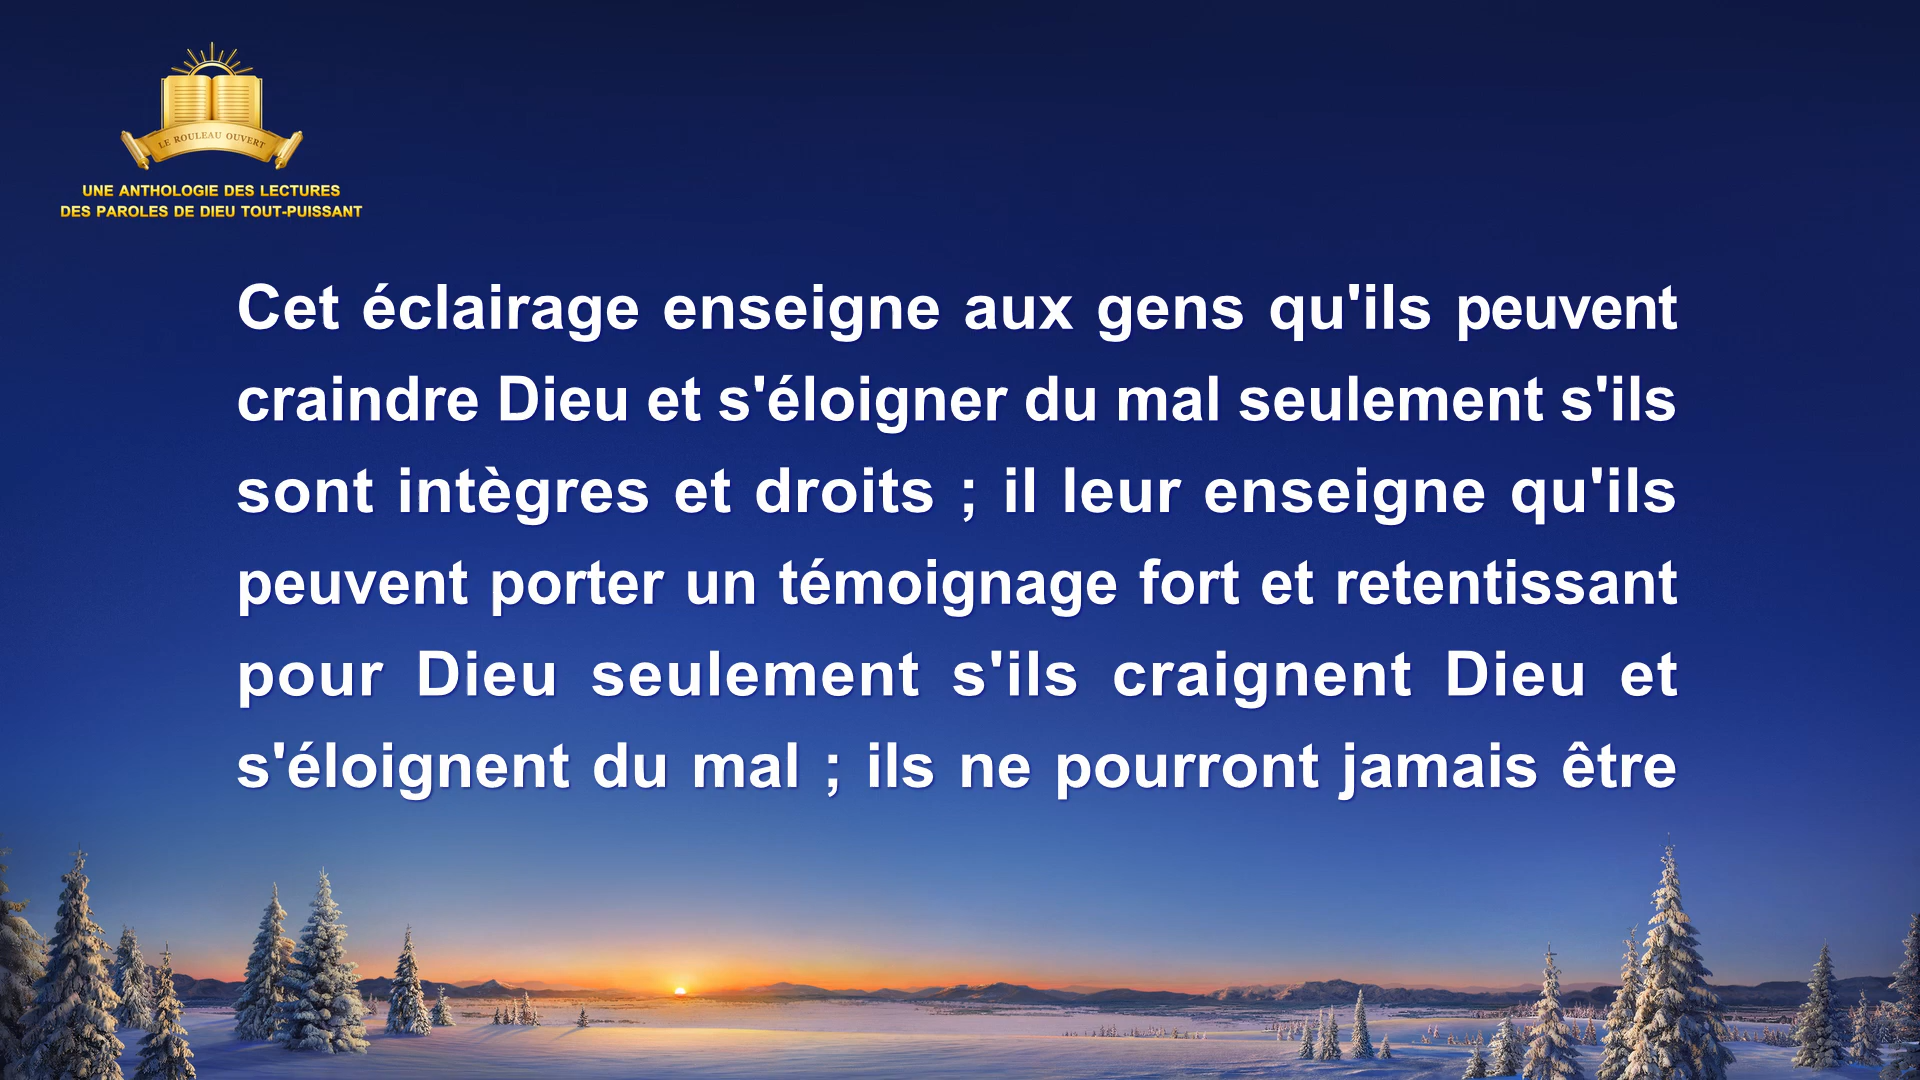 LE ROULEAU OUVERT
UNE ANTHOLOGIE DES LECTURES
DES PAROLES DE DIEU TOUT-PUISSANT
Cet éclairage enseigne aux gens qu'ils peuvent
craindre Dieu et s'éloigner du mal seulement s'ils
sont intègres et droits ; il leur enseigne qu'ils
peuvent porter un témoignage fort et retentissant
pour Dieu seulement s'ils craignent Dieu et
s'éloignent du mal ; ils ne pourront jamais être